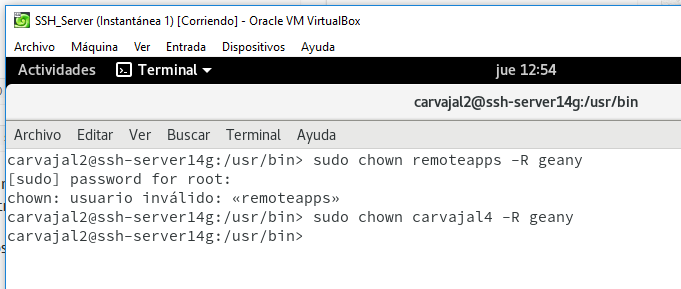 SSH_Server (Instantánea 1) [Corriendo] - Oracle VM VirtualBox
Archivo Máquina Ver Entrada Dispositivos Ayuda
Actividades Terminal jue 12:54
carvajal2@ssh-server14g:/usr/bin
Archivo Editar Ver Buscar Terminal Ayuda
carvajal2@ssh-server14g:/usr/bin> sudo chown remoteapps -R geany
[sudo] password for root:
chown: usuario inválido: «remoteapps»
carvajal2@ssh-server14g:/usr/bin> sudo chown carvajal4 -R geany
carvajal2@ssh-server14g:/usr/bin>